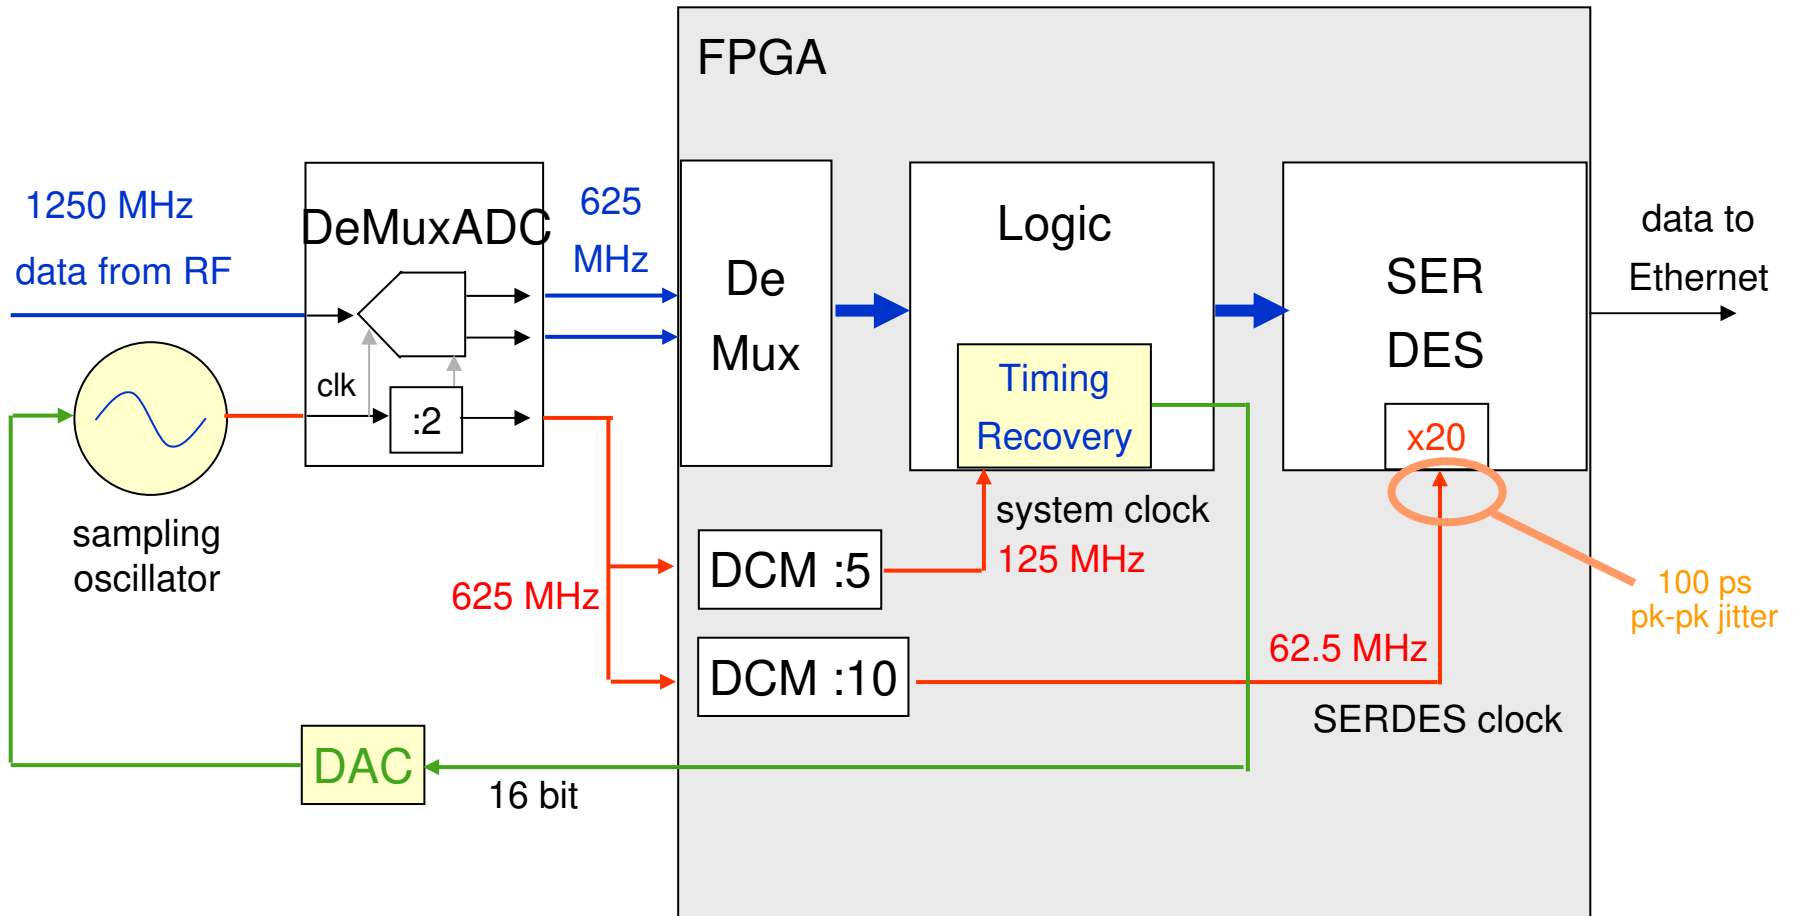 FPGA
1250 MHz
data from RF
DeMuxADC
clk
:2
625
MHz
De
Mux
Logic
Timing
Recovery
SER
DES
x20
data to
Ethernet
sampling
oscillator
625 MHz
DCM :5
system clock
125 MHz
DCM :10
62.5 MHz
SERDES clock
100 ps
pk-pk jitter
DAC
16 bit